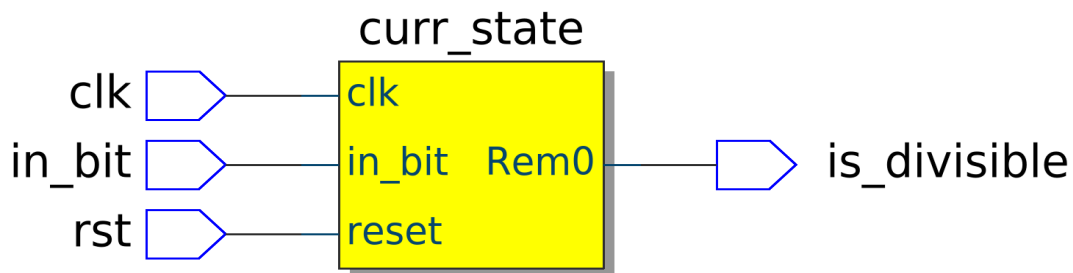 curr_state
clk clk
in_bit in_bit Rem0 is_divisible
rst reset